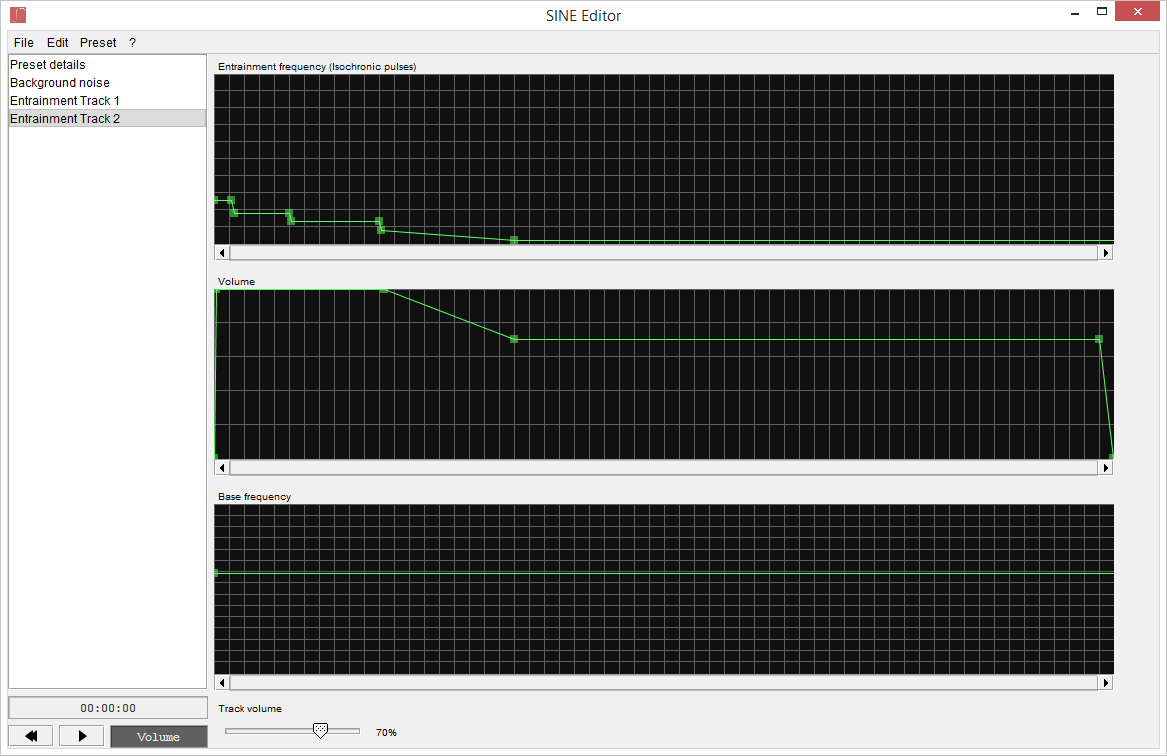 SINE Editor
File Edit Preset ?
Preset details
Background noise
Entrainment Track 1
Entrainment Track 2
Entrainment frequency (Isochronic pulses)
Volume
Base frequency
00:00:00
Volume
Track volume
70%